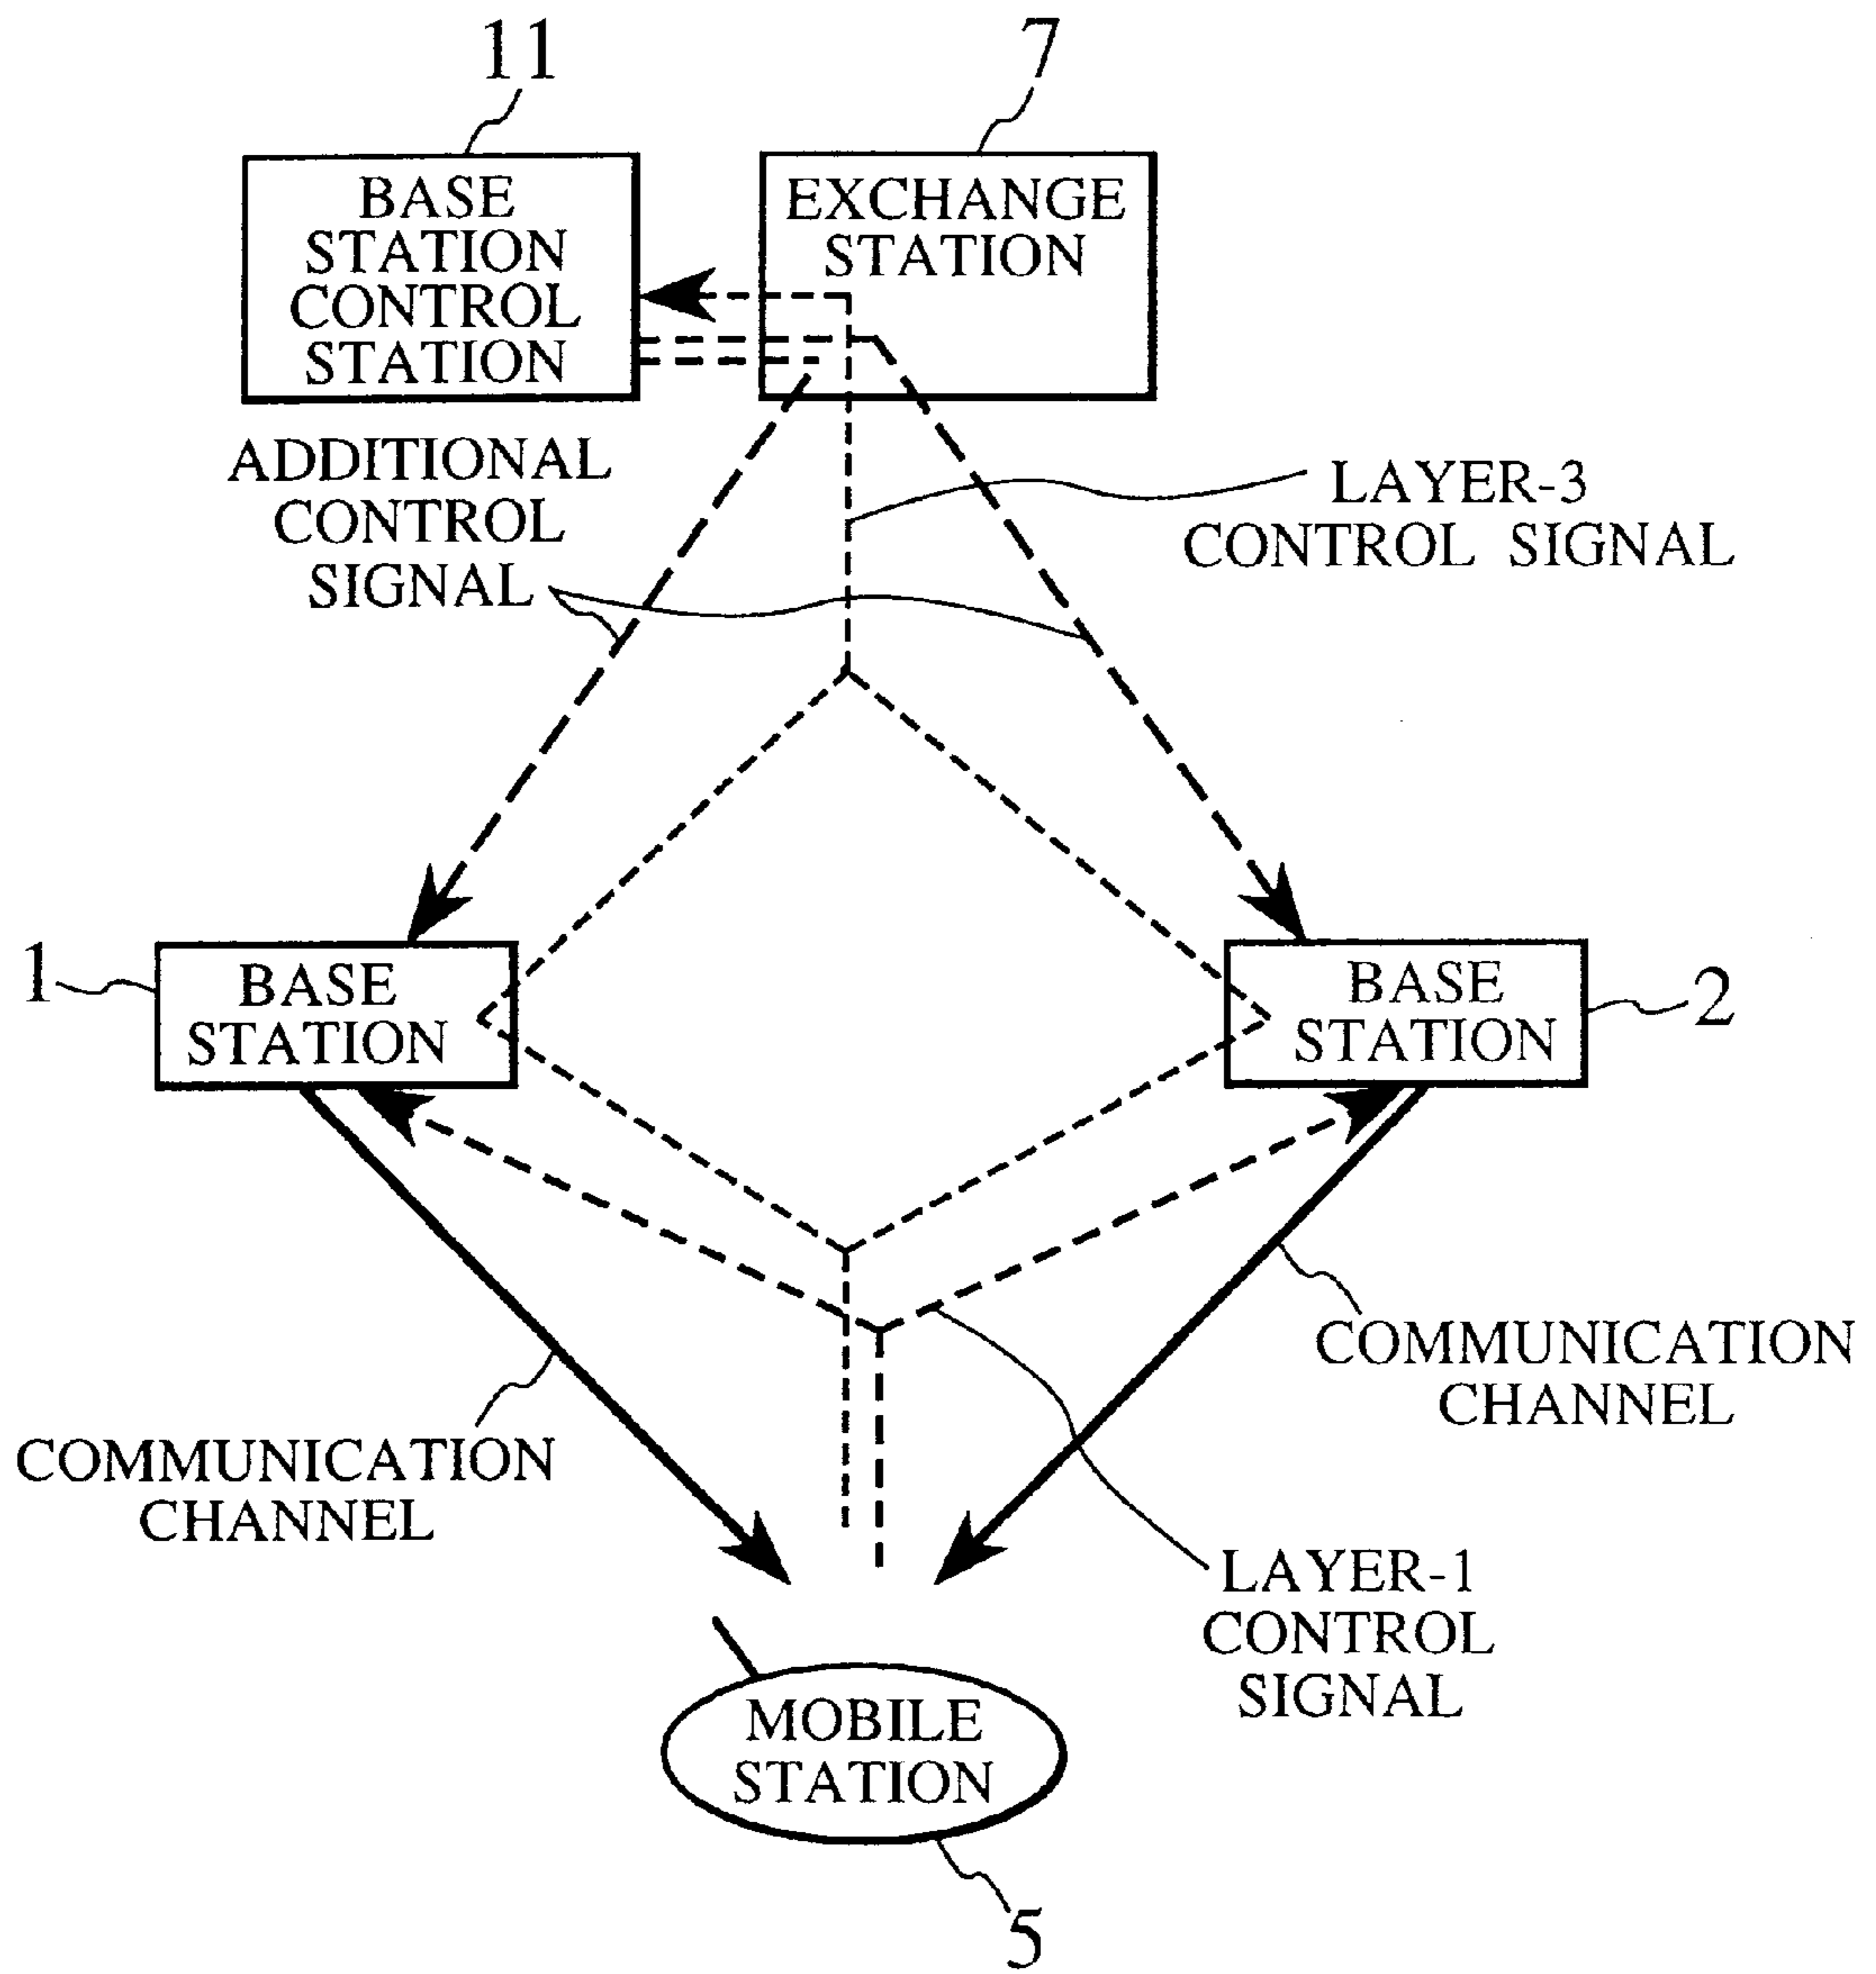 11
7
BASE
STATION
CONTROL
STATION
EXCHANGE
STATION
ADDITIONAL
CONTROL
SIGNAL
LAYER-3
CONTROL SIGNAL
1
BASE
STATION
BASE
STATION
2
COMMUNICATION
CHANNEL
COMMUNICATION
CHANNEL
LAYER-1
CONTROL
SIGNAL
MOBILE
STATION
5